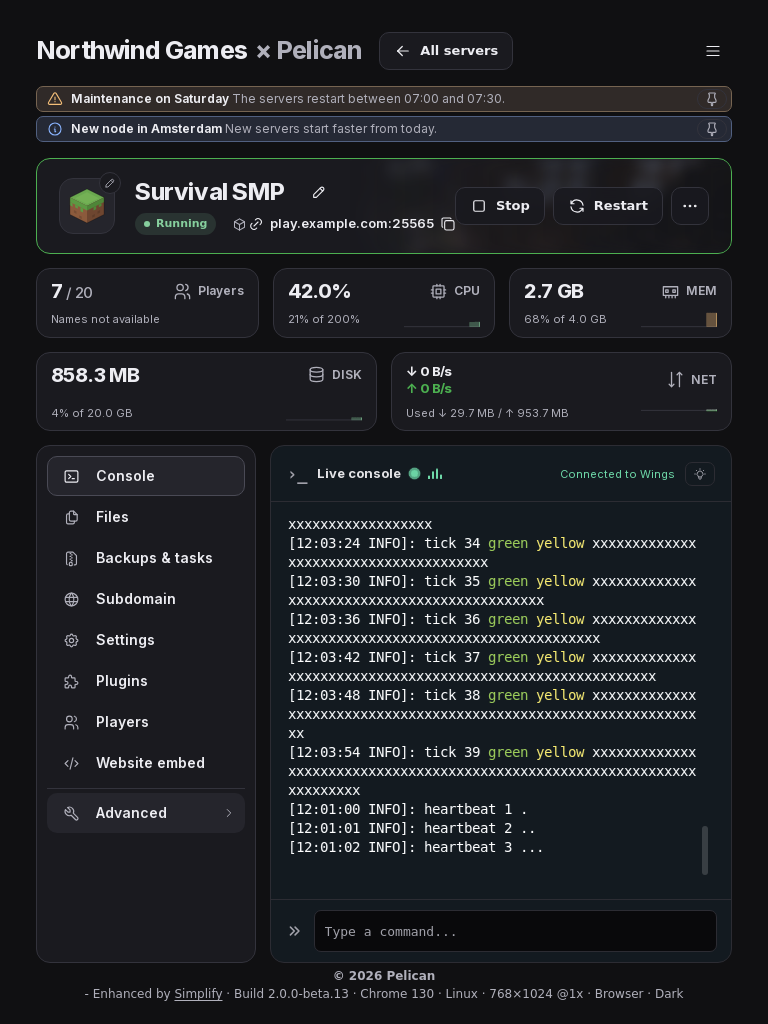 Northwind Games × Pelican All servers
Maintenance on Saturday The servers restart between 07:00 and 07:30.
New node in Amsterdam New servers start faster from today.
Survival SMP
Running play.example.com:25565
Stop Restart
7 / 20 Players
Names not available
42.0% CPU
21% of 200%
2.7 GB MEM
68% of 4.0 GB
858.3 MB DISK
4% of 20.0 GB
↓ 0 B/s
↑ 0 B/s
NET
Used ↓ 29.7 MB / ↑ 953.7 MB
Console
Files
Backups & tasks
Subdomain
Settings
Plugins
Players
Website embed
Advanced
Live console Connected to Wings
xxxxxxxxxxxxxxxxxx
[12:03:24 INFO]: tick 34 green yellow xxxxxxxxxxxxx
xxxxxxxxxxxxxxxxxxxxxxxxx
[12:03:30 INFO]: tick 35 green yellow xxxxxxxxxxxxx
xxxxxxxxxxxxxxxxxxxxxxxxxxxxxxxx
[12:03:36 INFO]: tick 36 green yellow xxxxxxxxxxxxx
xxxxxxxxxxxxxxxxxxxxxxxxxxxxxxxxxxxxxxx
[12:03:42 INFO]: tick 37 green yellow xxxxxxxxxxxxx
xxxxxxxxxxxxxxxxxxxxxxxxxxxxxxxxxxxxxxxxxxxxxx
[12:03:48 INFO]: tick 38 green yellow xxxxxxxxxxxxx
xxxxxxxxxxxxxxxxxxxxxxxxxxxxxxxxxxxxxxxxxxxxxxxxxxx
xx
[12:03:54 INFO]: tick 39 green yellow xxxxxxxxxxxxx
xxxxxxxxxxxxxxxxxxxxxxxxxxxxxxxxxxxxxxxxxxxxxxxxxxx
xxxxxxxxx
[12:01:00 INFO]: heartbeat 1 .
[12:01:01 INFO]: heartbeat 2 ..
[12:01:02 INFO]: heartbeat 3 ...
Type a command...
© 2026 Pelican
- Enhanced by Simplify · Build 2.0.0-beta.13 · Chrome 130 · Linux · 768×1024 @1x · Browser · Dark